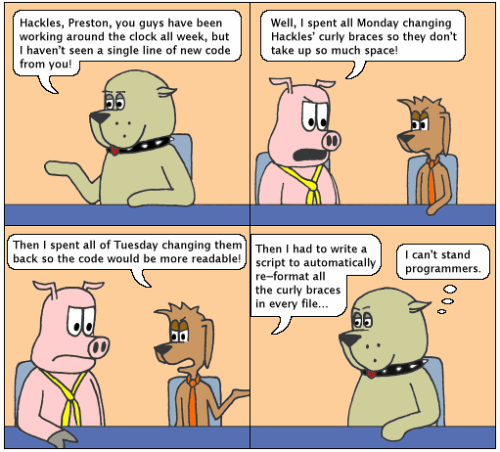 Hackles, Preston, you guys have been
working around the clock all week, but
I haven't seen a single line of new code
from you!
Well, I spent all Monday changing
Hackles' curly braces so they don't
take up so much space!
Then I spent all of Tuesday changing them
back so the code would be more readable!
Then I had to write a
script to automatically
re-format all
the curly braces
in every file...
I can't stand
programmers.